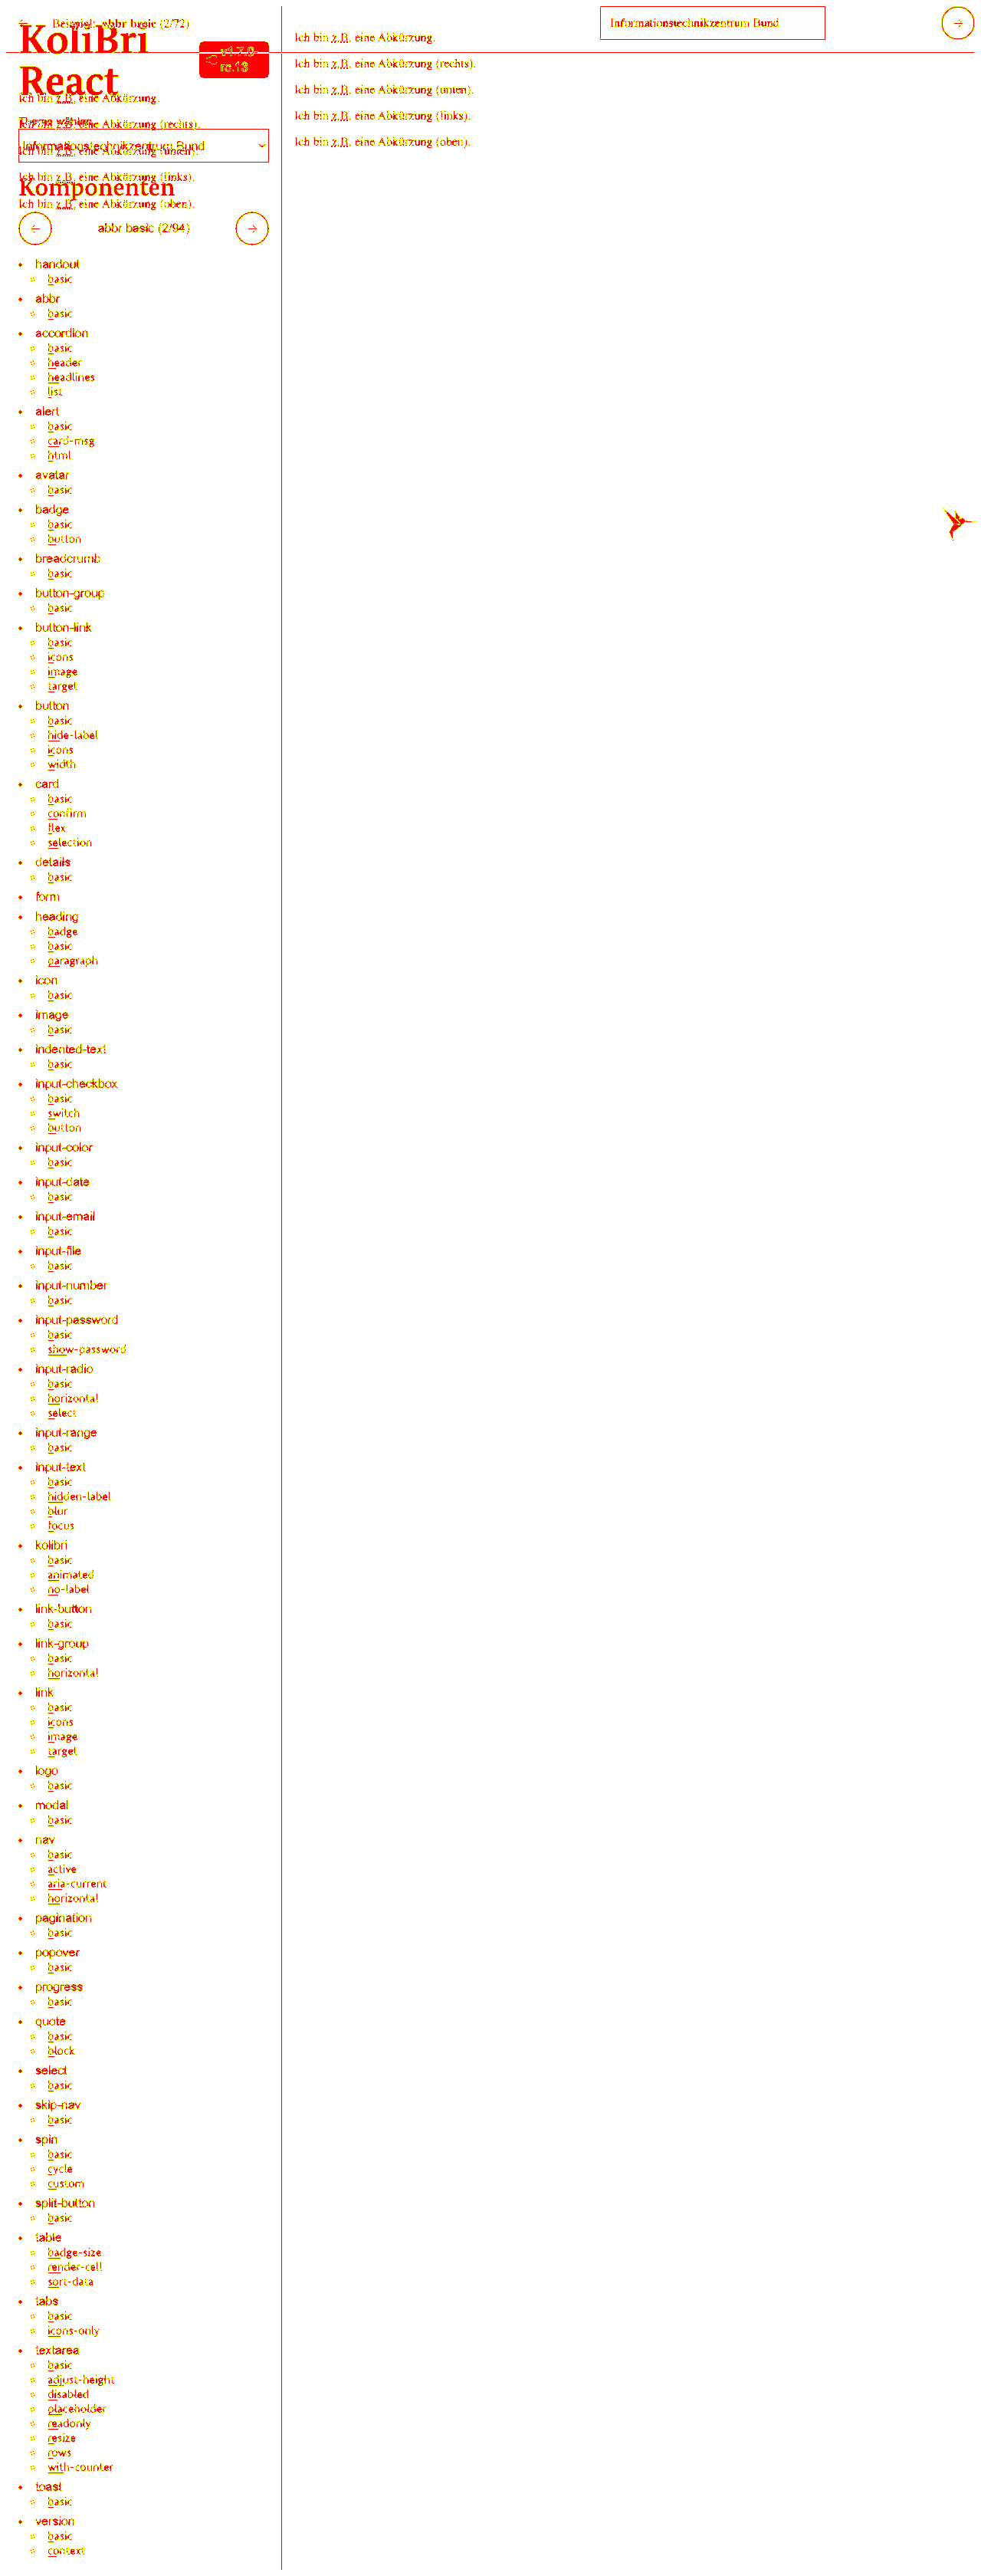 Beispiel: abbr basic (2/72)
Informationstechnikzentrum Bund
KoliBri
React
v1.7.0-
rc.13
Ich bin z.B. eine Abkürzung.
Ich bin z.B. eine Abkürzung (rechts).
Ich bin z.B. eine Abkürzung (unten).
Ich bin z.B. eine Abkürzung (links).
Ich bin z.B. eine Abkürzung (oben).
Ich bin z.B. eine Abkürzung.
Theme wählen
Ich bin z.B. eine Abkürzung (rechts).
Informationstechnikzentrum Bund
Ich bin z.B. eine Abkürzung (unten).
Ich bin z.B. eine Abkürzung (links).
Komponenten
Ich bin z.B. eine Abkürzung (oben).
abbr basic (2/94)
handout
basic
abbr
basic
accordion
basic
header
headlines
list
alert
basic
card-msg
html
avatar
basic
badge
basic
button
breadcrumb
basic
button-group
basic
button-link
basic
icons
image
target
button
basic
hide-label
icons
width
card
basic
confirm
flex
selection
details
basic
form
heading
badge
basic
paragraph
icon
basic
image
basic
indented-text
basic
input-checkbox
basic
switch
button
input-color
basic
input-date
basic
input-email
basic
input-file
basic
input-number
basic
input-password
basic
show-password
input-radio
basic
horizontal
select
input-range
basic
input-text
basic
hidden-label
blur
focus
kolibri
basic
animated
no-label
link-button
basic
link-group
basic
horizontal
link
basic
icons
image
target
logo
basic
modal
basic
nav
basic
active
aria-current
horizontal
pagination
basic
popover
basic
progress
basic
quote
basic
block
select
basic
skip-nav
basic
spin
basic
cycle
custom
split-button
basic
table
badge-size
render-cell
sort-data
tabs
basic
icons-only
textarea
basic
adjust-height
disabled
placeholder
readonly
resize
rows
with-counter
toast
basic
version
basic
context